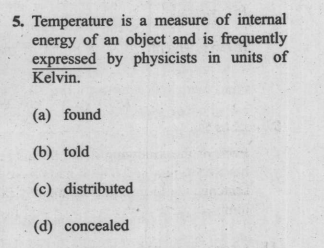 5. Temperature is a measure of internal
energy of an object and is frequently
expressed by physicists in units of
Kelvin.
(a) found
(b) told
(c) distributed
(d) concealed